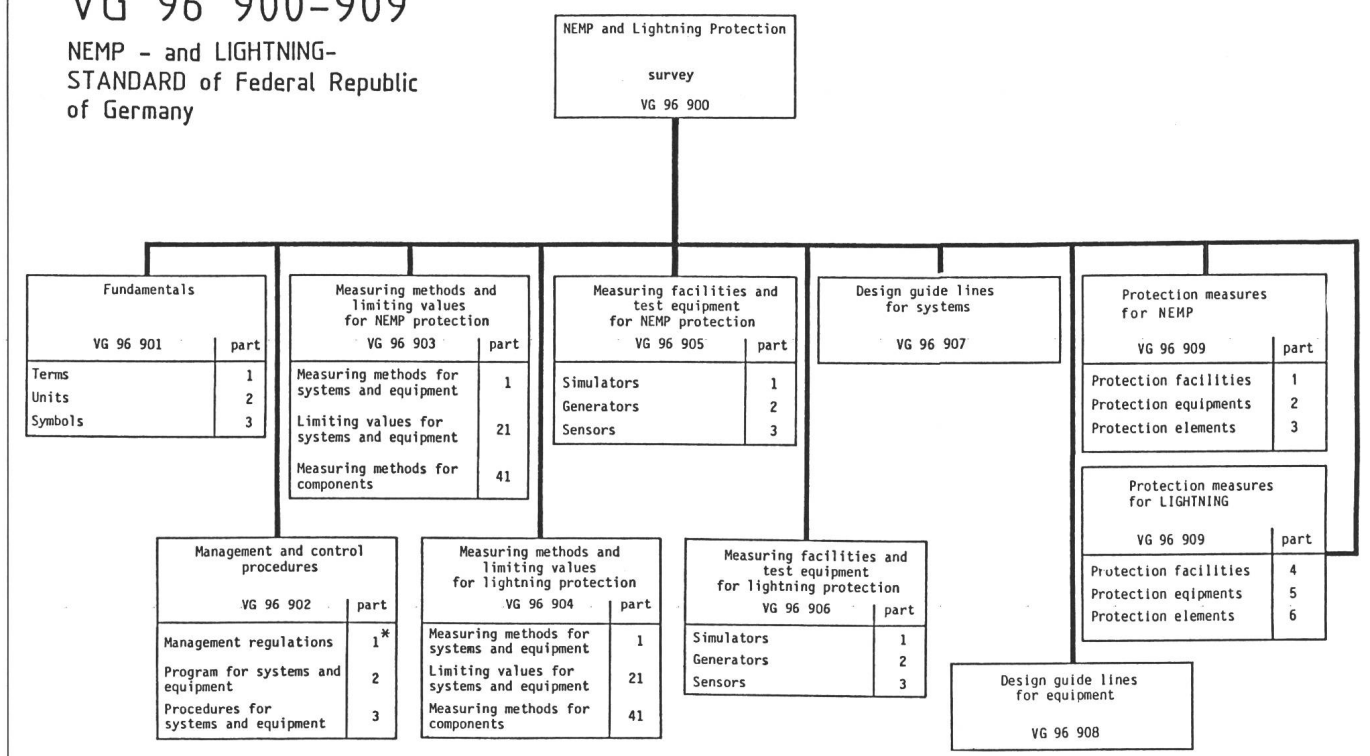 VG 96 900-909
NEMP - and LIGHTNING-
STANDARD of Federal Republic
of Germany
NEMP and Lightning Protection
survey
VG 96 900
Fundamentals
VG 96 901 part
Terms 1
Units 2
Symbols 3
Measuring methods and
limiting values
for NEMP protection
VG 96 903 part
Measuring methods for
systems and equipment 1
Limiting values for
systems and equipment 21
Measuring methods for
components 41
Measuring facilities and
test equipment
for NEMP protection
VG 96 905 part
Simulators 1
Generators 2
Sensors 3
Design guide lines
for systems
VG 96 907
Protection measures
for NEMP
VG 96 909 part
Protection facilities 1
Protection equipments 2
Protection elements 3
Protection measures
for LIGHTNING
VG 96 909 part
Protection facilities 4
Protection eqipments 5
Protection elements 6
Management and control
procedures
VG 96 902 part
Management regulations 1*
Program for systems and
equipment 2
Procedures for
systems and equipment 3
Measuring methods and
limiting values
for lightning protection
VG 96 904 part
Measuring methods for
systems and equipment 1
Limiting values for
systems and equipment 21
Measuring methods for
components 41
Measuring facilities and
test equipment
for lightning protection
VG 96 906 part
Simulators 1
Generators 2
Sensors 3
Design guide lines
for equipment
VG 96 908